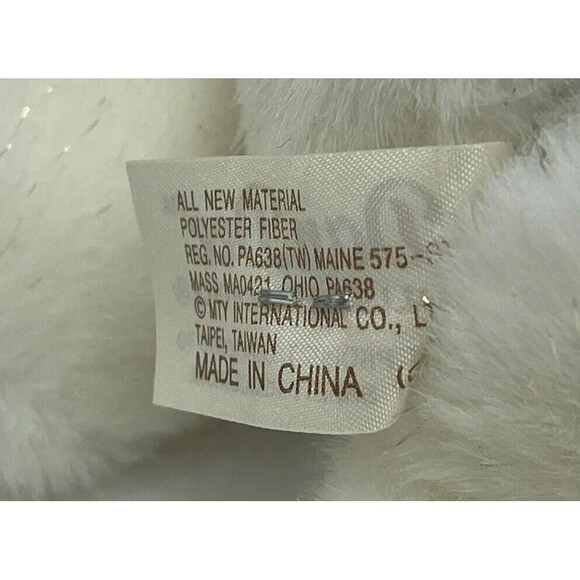 ALL NEW MATERIAL
POLYESTER FIBER
REG. NO. PA638(TW) MAINE 575-
MASS MA0421 OHIO PA638
© MTY INTERNATIONAL CO., L
TAIPEI, TAIWAN
MADE IN CHINA